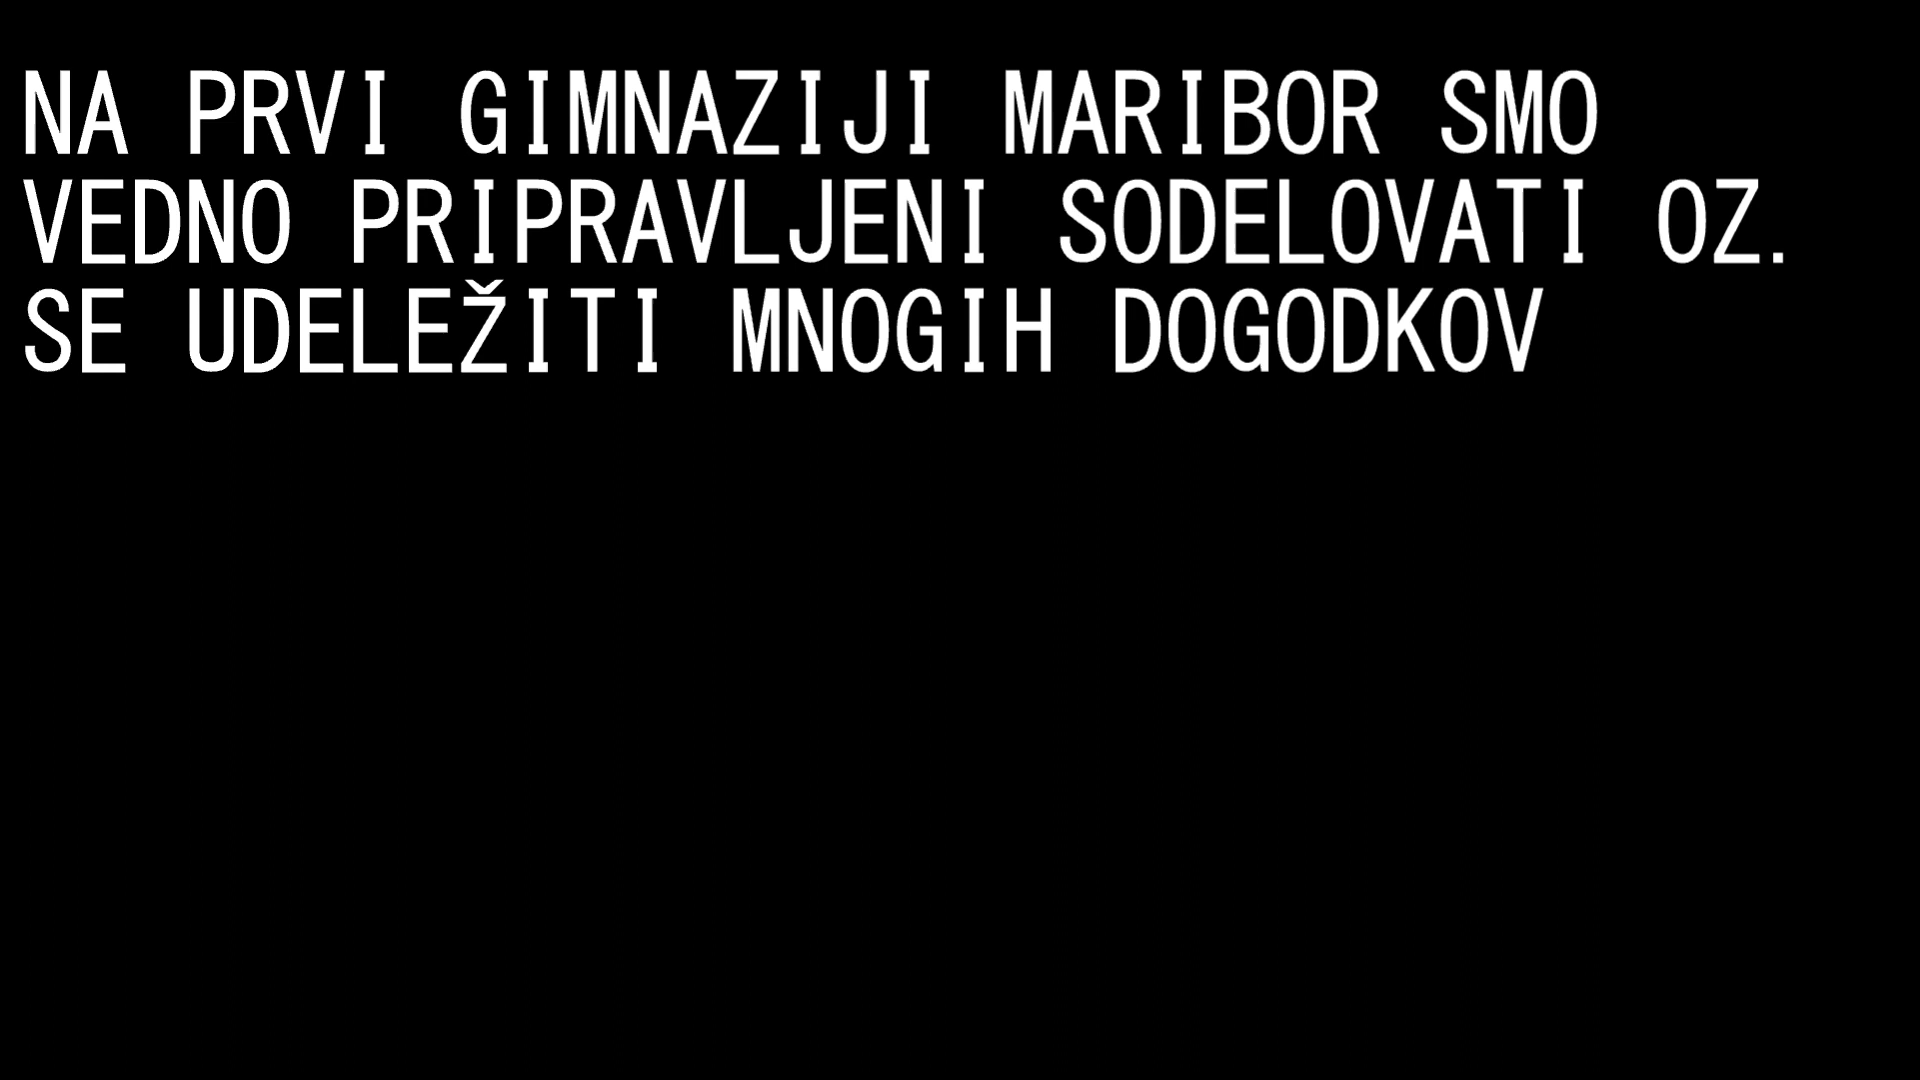 NA PRVI GIMNAZIJI MARIBOR SMO
VEDNO PRIPRAVLJENI SODELOVATI OZ.
SE UDELEŽITI MNOGIH DOGODKOV